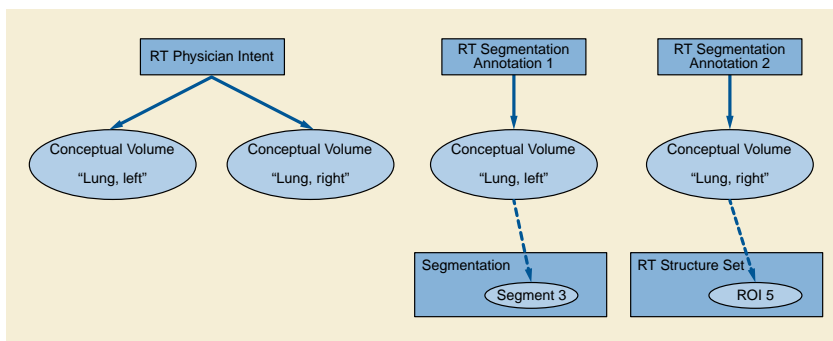 RT Physician Intent
RT Segmentation
Annotation 1
RT Segmentation
Annotation 2
Conceptual Volume
“Lung, left”
Conceptual Volume
“Lung, right”
Conceptual Volume
“Lung, left”
Conceptual Volume
“Lung, right”
Segmentation
Segment 3
RT Structure Set
ROI 5